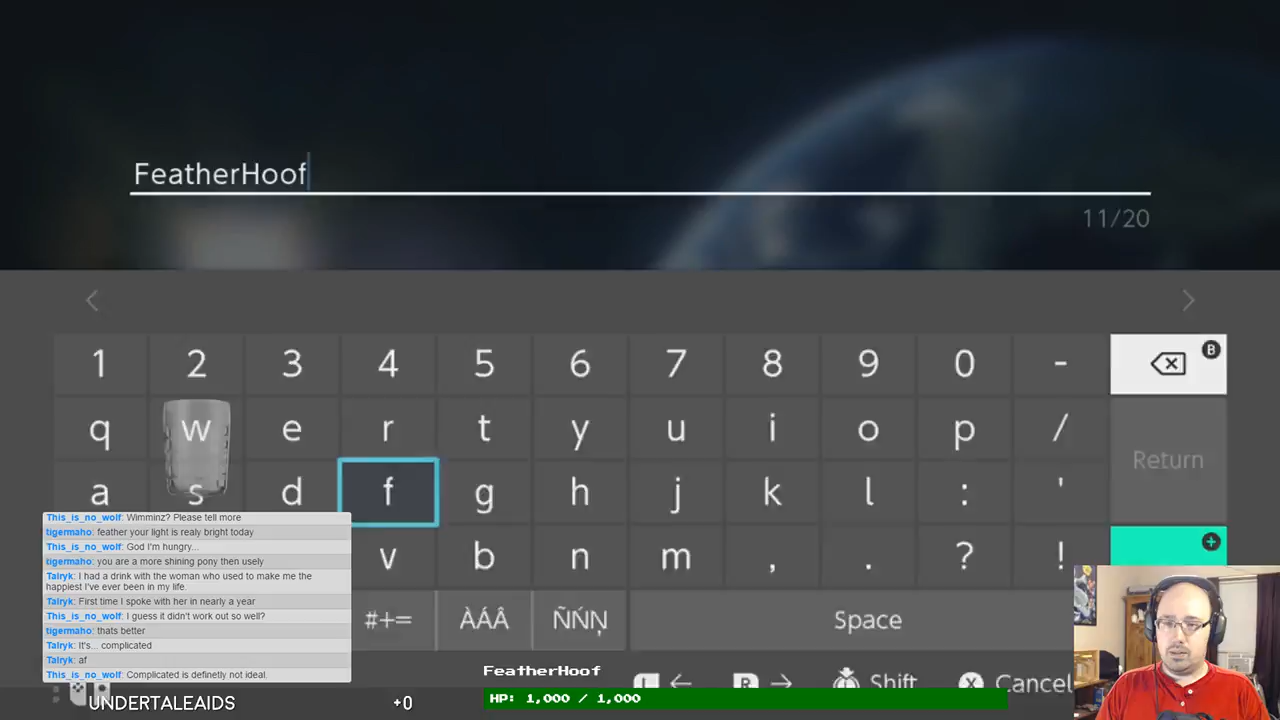 FeatherHoof
11/20
1 2 3 4 5 6 7 8 9 0 - B
q w e r t y u i o p / Return
a s d f g h j k l : '
v b n m , . ? ! +
#+= ÀÁÂ ÑŃŅ Space
L ← R → Shift X Cancel
This_is_no_wolf: Wimminz? Please tell more
tigermaho: feather your light is realy bright today
This_is_no_wolf: God I'm hungry...
tigermaho: you are a more shining pony then usely
Talryk: I had a drink with the woman who used to make me the
happiest I've ever been in my life.
Talryk: First time I spoke with her in nearly a year
This_is_no_wolf: I guess it didn't work out so well?
tigermaho: thats better
Talryk: It's... complicated
Talryk: af
This_is_no_wolf: Complicated is definetly not ideal.
UNDERTALEAIDS +0
FeatherHoof
HP: 1,000 / 1,000